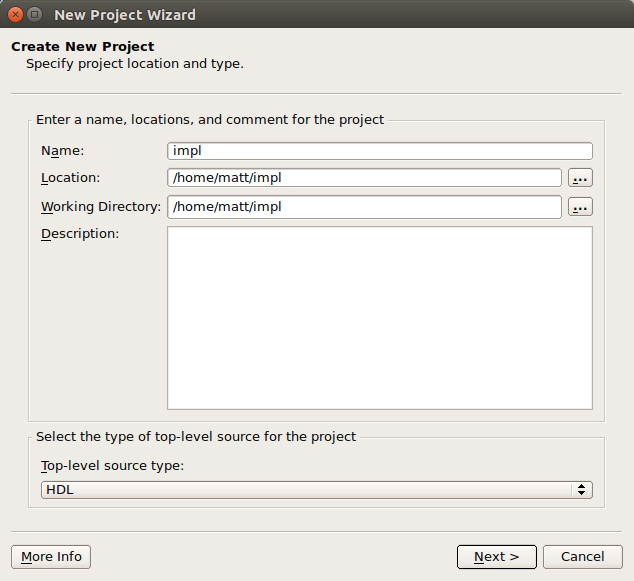 New Project Wizard
Create New Project
Specify project location and type.
Enter a name, locations, and comment for the project
Name: impl
Location: /home/matt/impl ...
Working Directory: /home/matt/impl ...
Description:
Select the type of top-level source for the project
Top-level source type:
HDL
More Info Next > Cancel